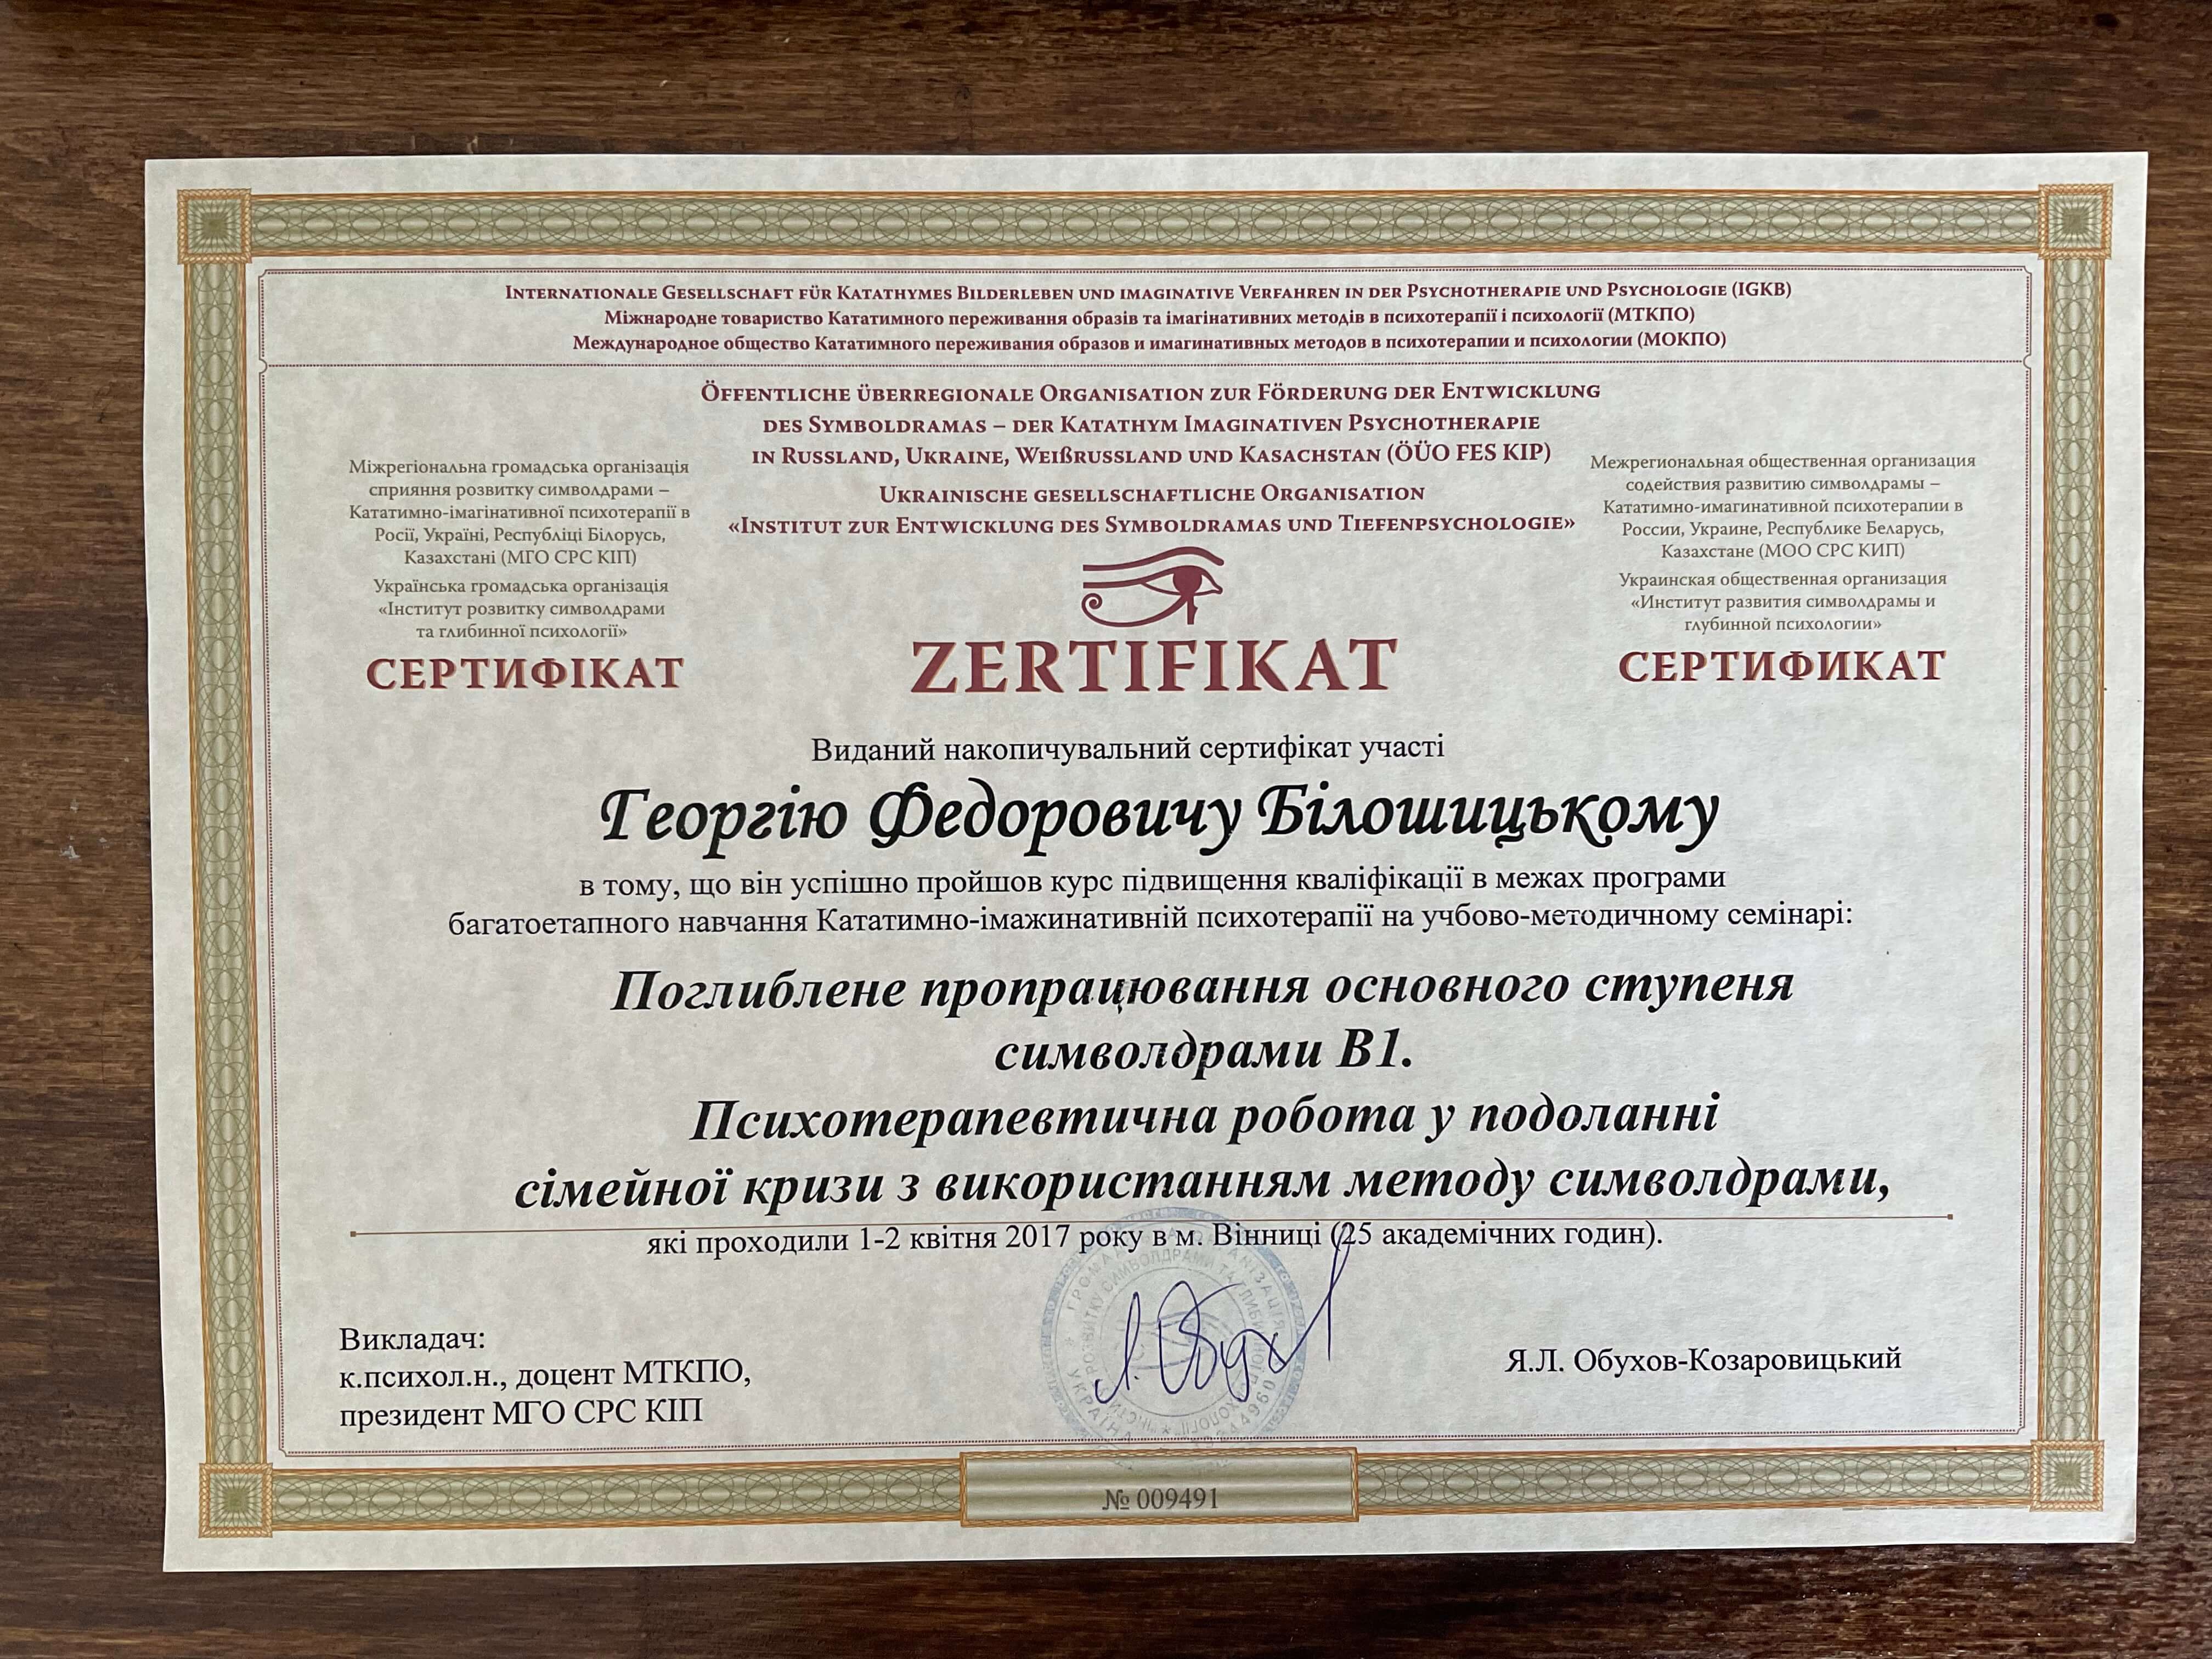 Internationale Gesellschaft für Katathymes Bilderleben und imaginative Verfahren in der Psychotherapie und Psychologie (IGKB)
Міжнародне товариство Кататимного переживання образів та імагінативних методів в психотерапії і психології (МТКПО)
Международное общество Кататимного переживания образов и имагинативных методов в психотерапии и психологии (МОКПО)
Öffentliche überregionale Organisation zur Förderung der Entwicklung
des Symboldramas – der Katathym Imaginativen Psychotherapie
in Russland, Ukraine, Weißrussland und Kasachstan (ÖÜO FES KIP)
Ukrainische gesellschaftliche Organisation
«Institut zur Entwicklung des Symboldramas und Tiefenpsychologie»
Міжрегіональна громадська організація
сприяння розвитку символдрами –
Кататимно-імагінативної психотерапії в
Росії, Україні, Республіці Білорусь,
Казахстані (МГО СРС КІП)
Українська громадська організація
«Інститут розвитку символдрами
та глибинної психології»
СЕРТИФІКАТ
ZERTIFIKAT
Межрегиональная общественная организация
содействия развитию символдрамы –
Кататимно-имагинативной психотерапии в
России, Украине, Республике Беларусь,
Казахстане (МОО СРС КИП)
Украинская общественная организация
«Институт развития символдрамы и
глубинной психологии»
СЕРТИФИКАТ
Виданий накопичувальний сертифікат участі
Георгію Федоровичу Білошицькому
в тому, що він успішно пройшов курс підвищення кваліфікації в межах програми
багатоетапного навчання Кататимно-імажинативній психотерапії на учбово-методичному семінарі:
Поглиблене пропрацювання основного ступеня
символдрами В1.
Психотерапевтична робота у подоланні
сімейної кризи з використанням методу символдрами,
які проходили 1-2 квітня 2017 року в м. Вінниці (25 академічних годин).
Викладач:
к.психол.н., доцент МТКПО,
президент МГО СРС КІП
Я.Л. Обухов-Козаровицький
№ 009491